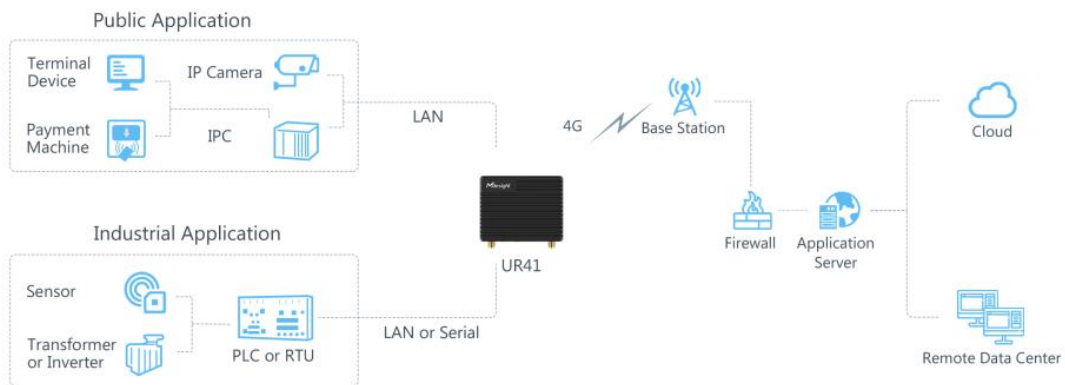 Public Application
Terminal
Device
IP Camera
Payment
Machine
IPC
LAN
4G
Base Station
Cloud
Milesight
UR41
Firewall
Application
Server
Industrial Application
Sensor
Transformer
or Inverter
PLC or RTU
LAN or Serial
Remote Data Center